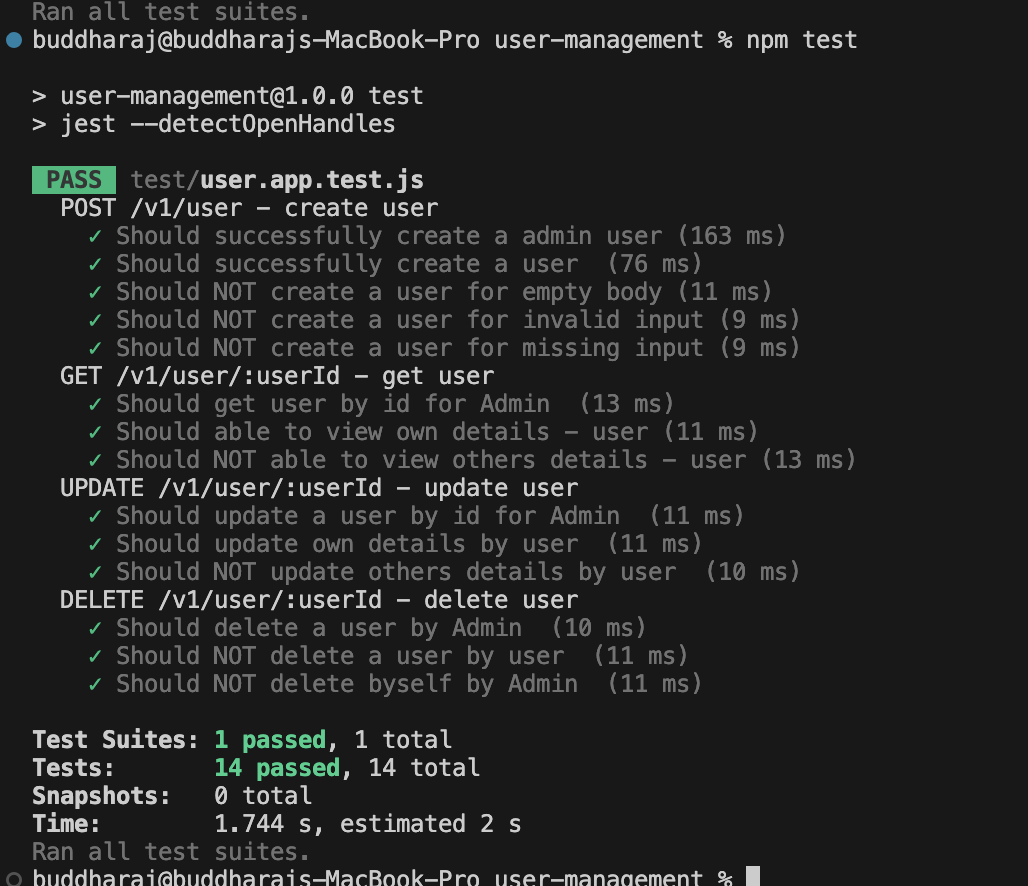 Ran all test suites.
buddharaj@buddharajs-MacBook-Pro user-management % npm test
> user-management@1.0.0 test
> jest --detectOpenHandles
PASS test/user.app.test.js
POST /v1/user – create user
✓ Should successfully create a admin user (163 ms)
✓ Should successfully create a user (76 ms)
✓ Should NOT create a user for empty body (11 ms)
✓ Should NOT create a user for invalid input (9 ms)
✓ Should NOT create a user for missing input (9 ms)
GET /v1/user/:userId – get user
✓ Should get user by id for Admin (13 ms)
✓ Should able to view own details – user (11 ms)
✓ Should NOT able to view others details – user (13 ms)
UPDATE /v1/user/:userId – update user
✓ Should update a user by id for Admin (11 ms)
✓ Should update own details by user (11 ms)
✓ Should NOT update others details by user (10 ms)
DELETE /v1/user/:userId – delete user
✓ Should delete a user by Admin (10 ms)
✓ Should NOT delete a user by user (11 ms)
✓ Should NOT delete byself by Admin (11 ms)
Test Suites: 1 passed, 1 total
Tests: 14 passed, 14 total
Snapshots: 0 total
Time: 1.744 s, estimated 2 s
Ran all test suites.
buddharaj@buddharajs-MacBook-Pro user-management %